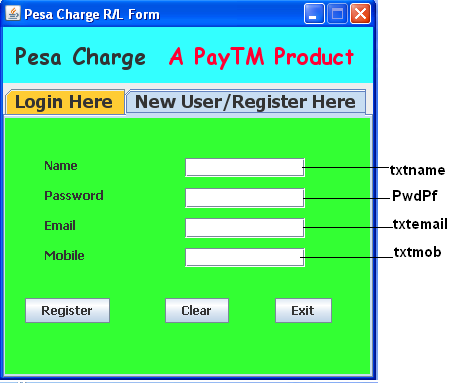 Pesa Charge R/L Form
Pesa Charge A PayTM Product
Login Here New User/Register Here
Name txtname
Password PwdPf
Email txtemail
Mobile txtmob
Register Clear Exit